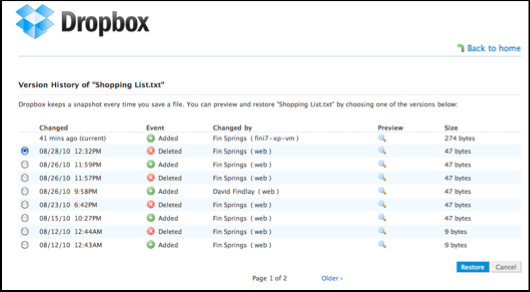 Dropbox
Back to home
Version History of "Shopping List.txt"
Dropbox keeps a snapshot every time you save a file. You can preview and restore "Shopping List.txt" by choosing one of the versions below:
Changed Event Changed by Preview Size
41 mins ago (current) Added Fin Springs (fini7-xp-vm) 274 bytes
08/28/10 12:32PM Deleted Fin Springs (web) 47 bytes
08/26/10 11:59PM Added Fin Springs (web) 47 bytes
08/26/10 11:57PM Deleted Fin Springs (web) 47 bytes
08/26/10 9:58PM Added David Findlay (web) 47 bytes
08/23/10 6:42PM Deleted Fin Springs (web) 47 bytes
08/15/10 10:27PM Added Fin Springs (web) 47 bytes
08/12/10 12:44AM Deleted Fin Springs (web) 9 bytes
08/12/10 12:43AM Added Fin Springs (web) 9 bytes
Restore Cancel
Page 1 of 2 Older ›